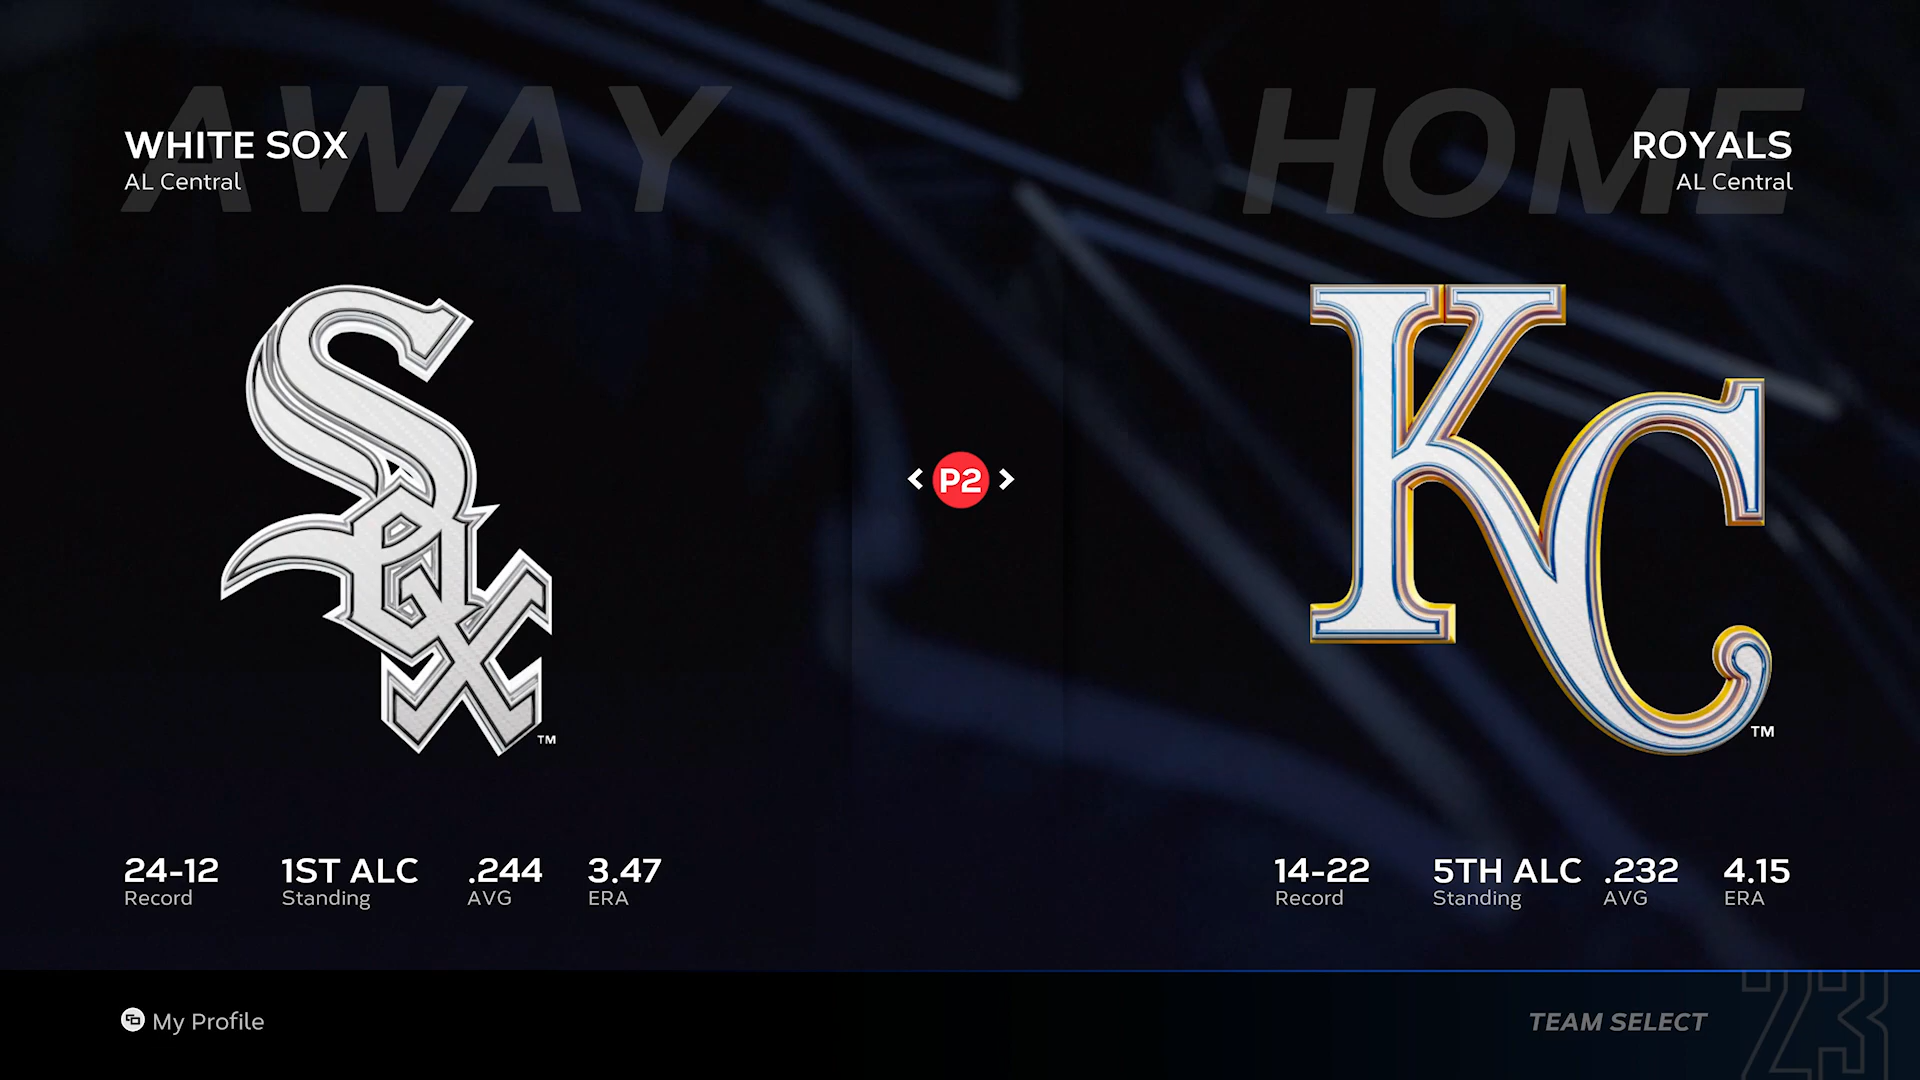 AWAY
WHITE SOX
AL Central
HOME
ROYALS
AL Central
Sox
TM
< P2 >
KC
TM
24-12 1ST ALC .244 3.47
Record Standing AVG ERA
14-22 5TH ALC .232 4.15
Record Standing AVG ERA
My Profile
TEAM SELECT
23